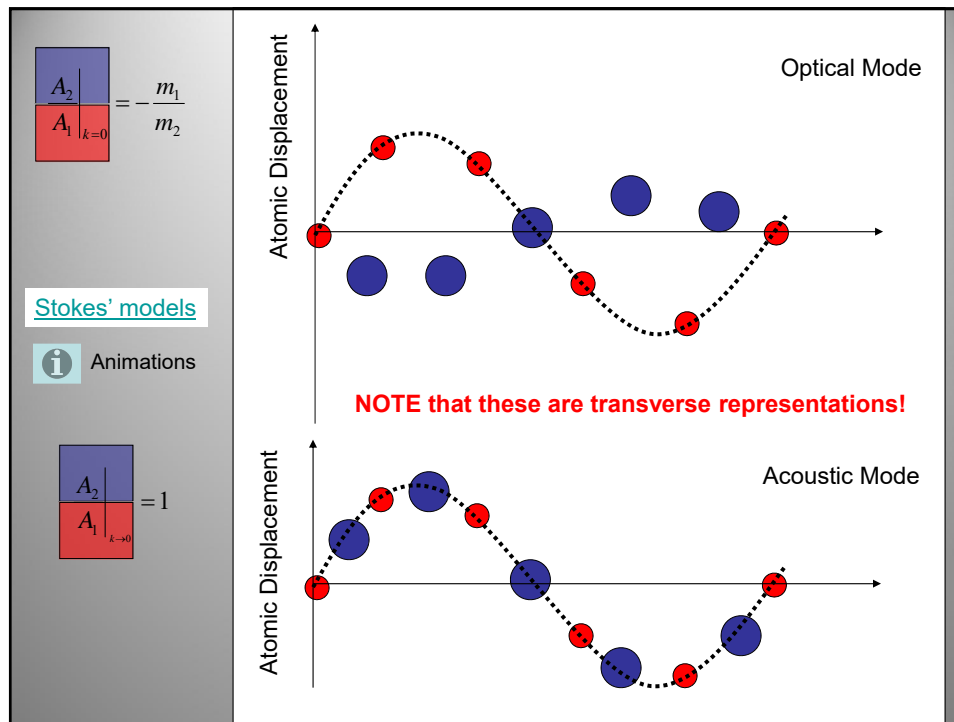 A₂/A₁|k=0 = − m₁/m₂
Stokes’ models
i Animations
A₂/A₁|k→0 = 1
Optical Mode
Atomic Displacement
NOTE that these are transverse representations!
Acoustic Mode
Atomic Displacement